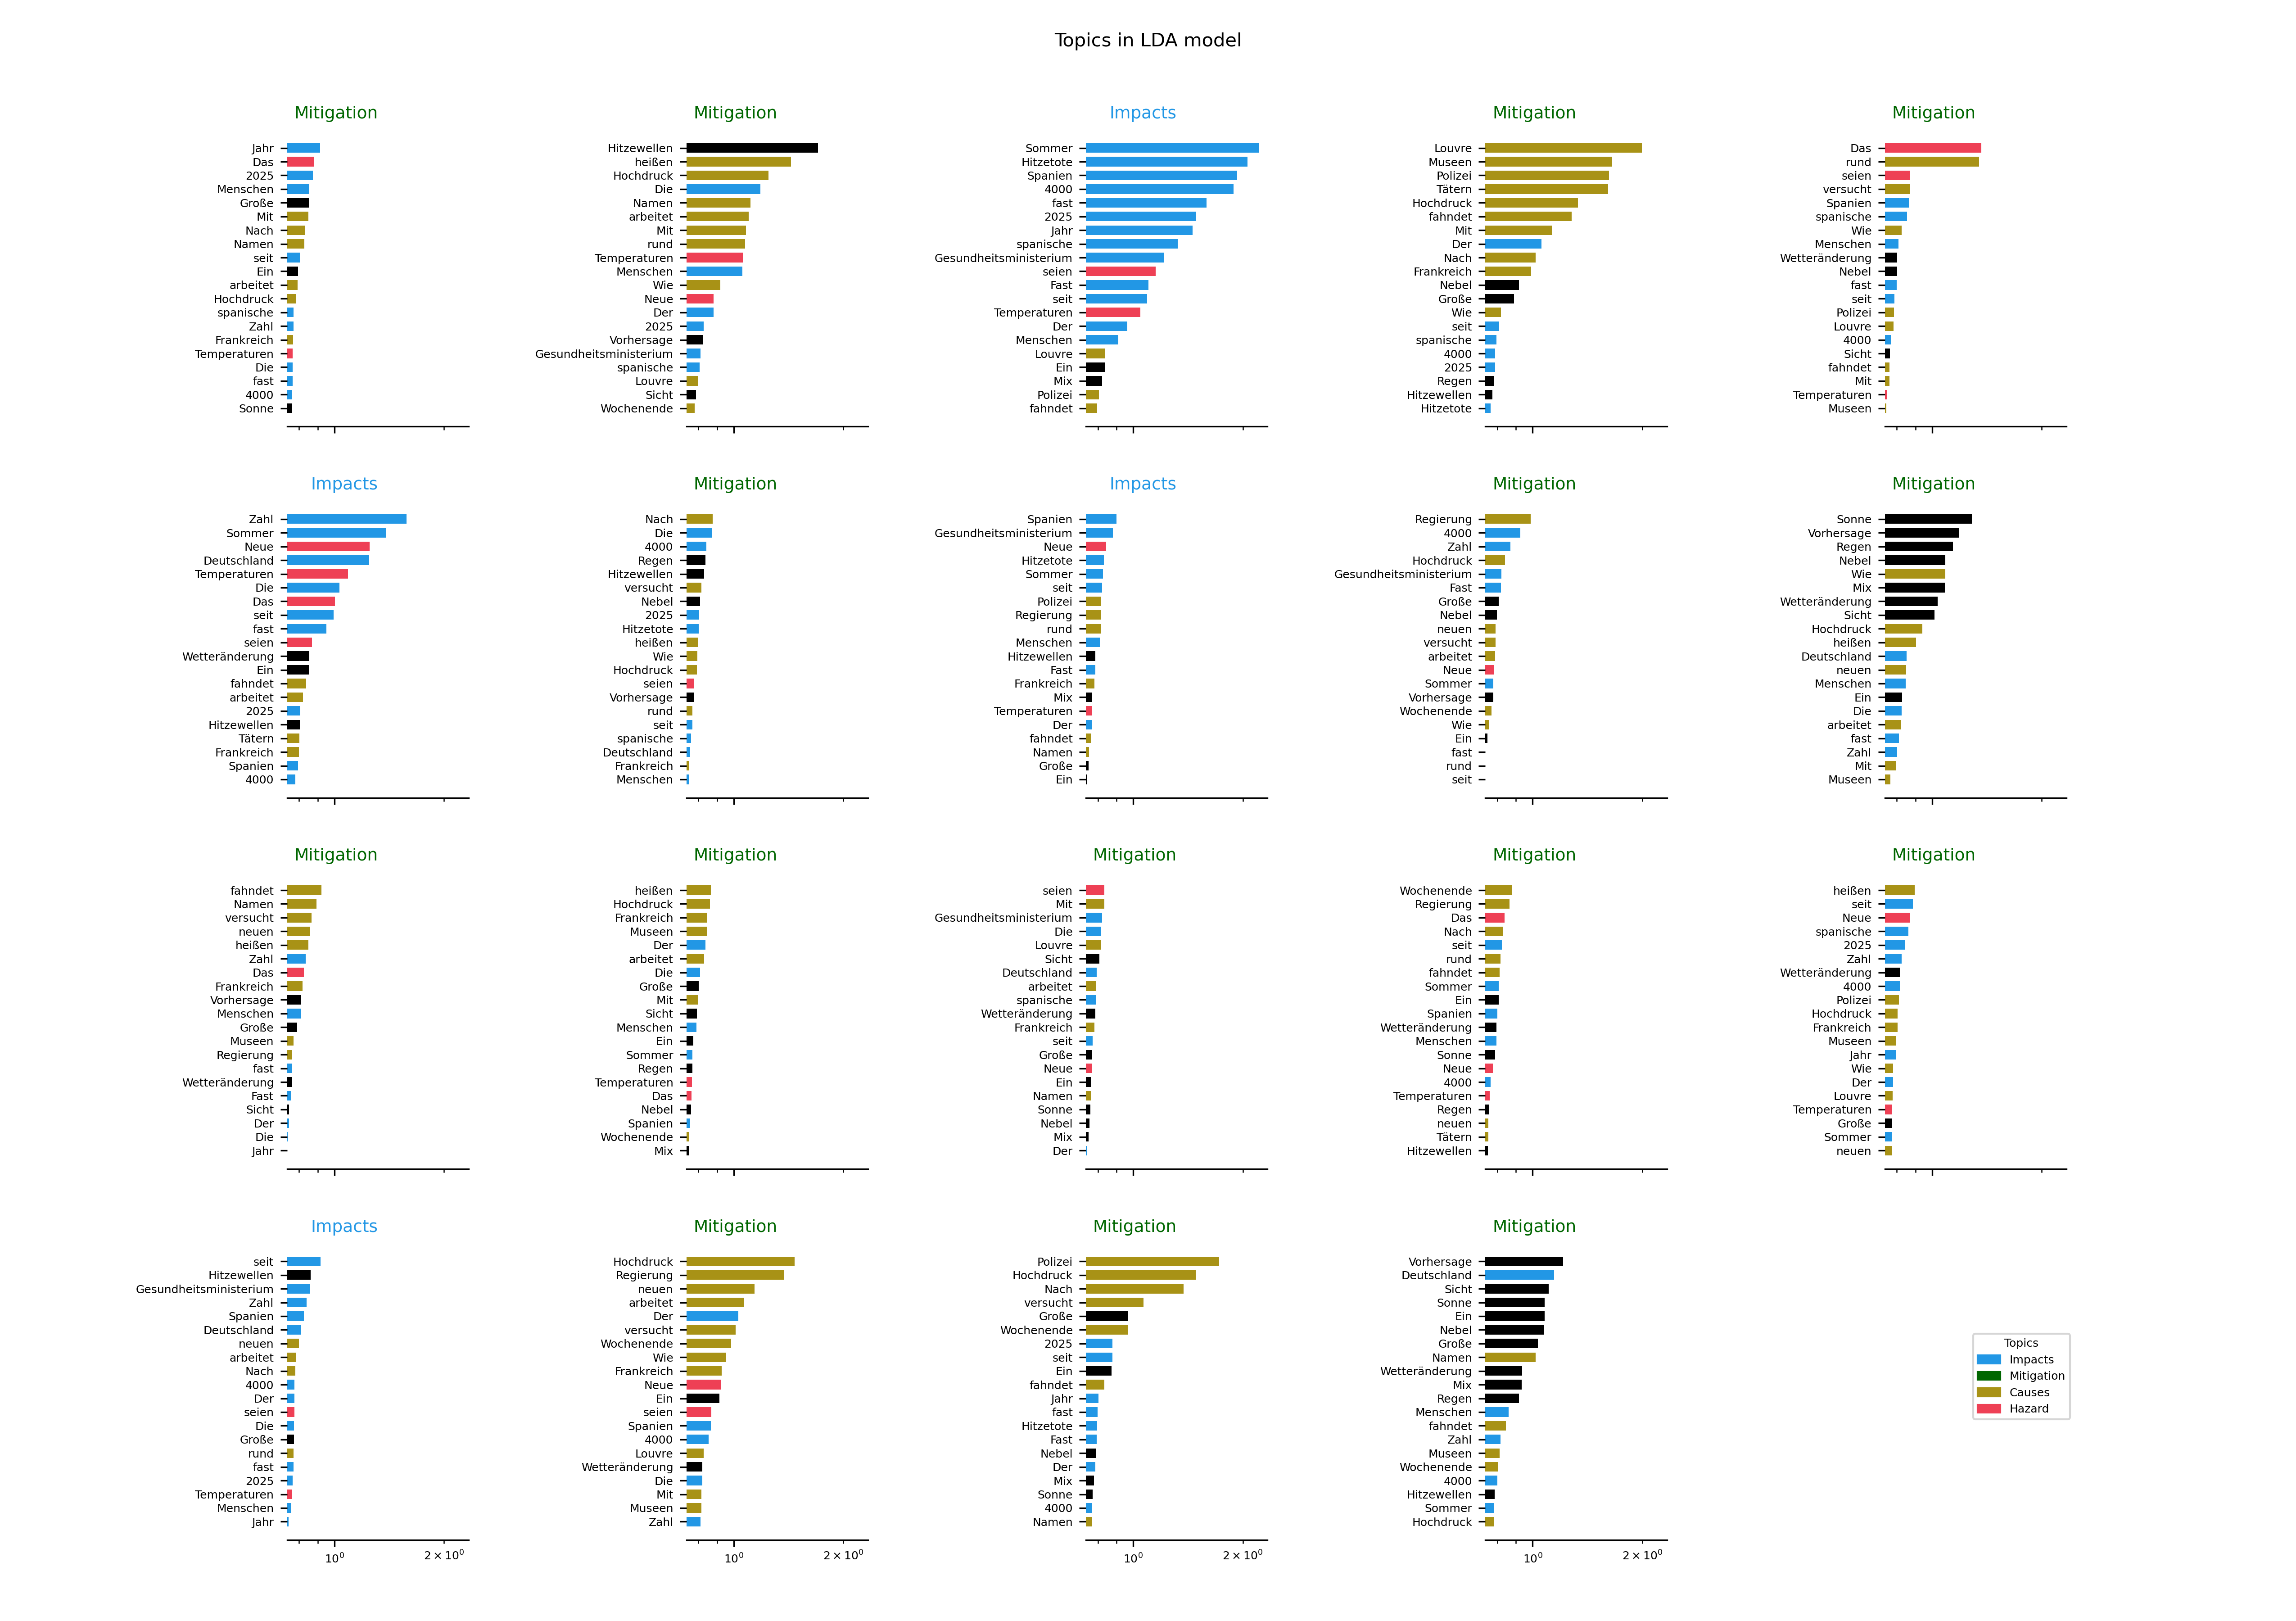 Topics in LDA model
Mitigation
Jahr
Das
2025
Menschen
Große
Mit
Nach
Namen
seit
Ein
arbeitet
Hochdruck
spanische
Zahl
Frankreich
Temperaturen
Die
fast
4000
Sonne
Mitigation
Hitzewellen
heißen
Hochdruck
Die
Namen
arbeitet
Mit
rund
Temperaturen
Menschen
Wie
Neue
Der
2025
Vorhersage
Gesundheitsministerium
spanische
Louvre
Sicht
Wochenende
Impacts
Sommer
Hitzetote
Spanien
4000
fast
2025
Jahr
spanische
Gesundheitsministerium
seien
Fast
seit
Temperaturen
Der
Menschen
Louvre
Ein
Mix
Polizei
fahndet
Mitigation
Louvre
Museen
Polizei
Tätern
Hochdruck
fahndet
Mit
Der
Nach
Frankreich
Nebel
Große
Wie
seit
spanische
4000
2025
Regen
Hitzewellen
Hitzetote
Mitigation
Das
rund
seien
versucht
Spanien
spanische
Wie
Menschen
Wetteränderung
Nebel
fast
seit
Polizei
Louvre
4000
Sicht
fahndet
Mit
Temperaturen
Museen
Impacts
Zahl
Sommer
Neue
Deutschland
Temperaturen
Die
Das
seit
fast
seien
Wetteränderung
Ein
fahndet
arbeitet
2025
Hitzewellen
Tätern
Frankreich
Spanien
4000
Mitigation
Nach
Die
4000
Regen
Hitzewellen
versucht
Nebel
2025
Hitzetote
heißen
Wie
Hochdruck
seien
Vorhersage
rund
seit
spanische
Deutschland
Frankreich
Menschen
Impacts
Spanien
Gesundheitsministerium
Neue
Hitzetote
Sommer
seit
Polizei
Regierung
rund
Menschen
Hitzewellen
Fast
Frankreich
Mix
Temperaturen
Der
fahndet
Namen
Große
Ein
Mitigation
Regierung
4000
Zahl
Hochdruck
Gesundheitsministerium
Fast
Große
Nebel
neuen
versucht
arbeitet
Neue
Sommer
Vorhersage
Wochenende
Wie
Ein
fast
rund
seit
Mitigation
Sonne
Vorhersage
Regen
Nebel
Wie
Mix
Wetteränderung
Sicht
Hochdruck
heißen
Deutschland
neuen
Menschen
Ein
Die
arbeitet
fast
Zahl
Mit
Museen
Mitigation
fahndet
Namen
versucht
neuen
heißen
Zahl
Das
Frankreich
Vorhersage
Menschen
Große
Museen
Regierung
fast
Wetteränderung
Fast
Sicht
Der
Die
Jahr
Mitigation
heißen
Hochdruck
Frankreich
Museen
Der
arbeitet
Die
Große
Mit
Sicht
Menschen
Ein
Sommer
Regen
Temperaturen
Das
Nebel
Spanien
Wochenende
Mix
Mitigation
seien
Mit
Gesundheitsministerium
Die
Louvre
Sicht
Deutschland
arbeitet
spanische
Wetteränderung
Frankreich
seit
Große
Neue
Ein
Namen
Sonne
Nebel
Mix
Der
Mitigation
Wochenende
Regierung
Das
Nach
seit
rund
fahndet
Sommer
Ein
Spanien
Wetteränderung
Menschen
Sonne
Neue
4000
Temperaturen
Regen
neuen
Tätern
Hitzewellen
Mitigation
heißen
seit
Neue
spanische
2025
Zahl
Wetteränderung
4000
Polizei
Hochdruck
Frankreich
Museen
Jahr
Wie
Der
Louvre
Temperaturen
Große
Sommer
neuen
Impacts
seit
Hitzewellen
Gesundheitsministerium
Zahl
Spanien
Deutschland
neuen
arbeitet
Nach
4000
Der
seien
Die
Große
rund
fast
2025
Temperaturen
Menschen
Jahr
10⁰
2 × 10⁰
Mitigation
Hochdruck
Regierung
neuen
arbeitet
Der
versucht
Wochenende
Wie
Frankreich
Neue
Ein
seien
Spanien
4000
Louvre
Wetteränderung
Die
Mit
Museen
Zahl
10⁰
2 × 10⁰
Mitigation
Polizei
Hochdruck
Nach
versucht
Große
Wochenende
2025
seit
Ein
fahndet
Jahr
fast
Hitzetote
Fast
Nebel
Der
Mix
Sonne
4000
Namen
10⁰
2 × 10⁰
Mitigation
Vorhersage
Deutschland
Sicht
Sonne
Ein
Nebel
Große
Namen
Wetteränderung
Mix
Regen
Menschen
fahndet
Zahl
Museen
Wochenende
4000
Hitzewellen
Sommer
Hochdruck
10⁰
2 × 10⁰
Topics
Impacts
Mitigation
Causes
Hazard